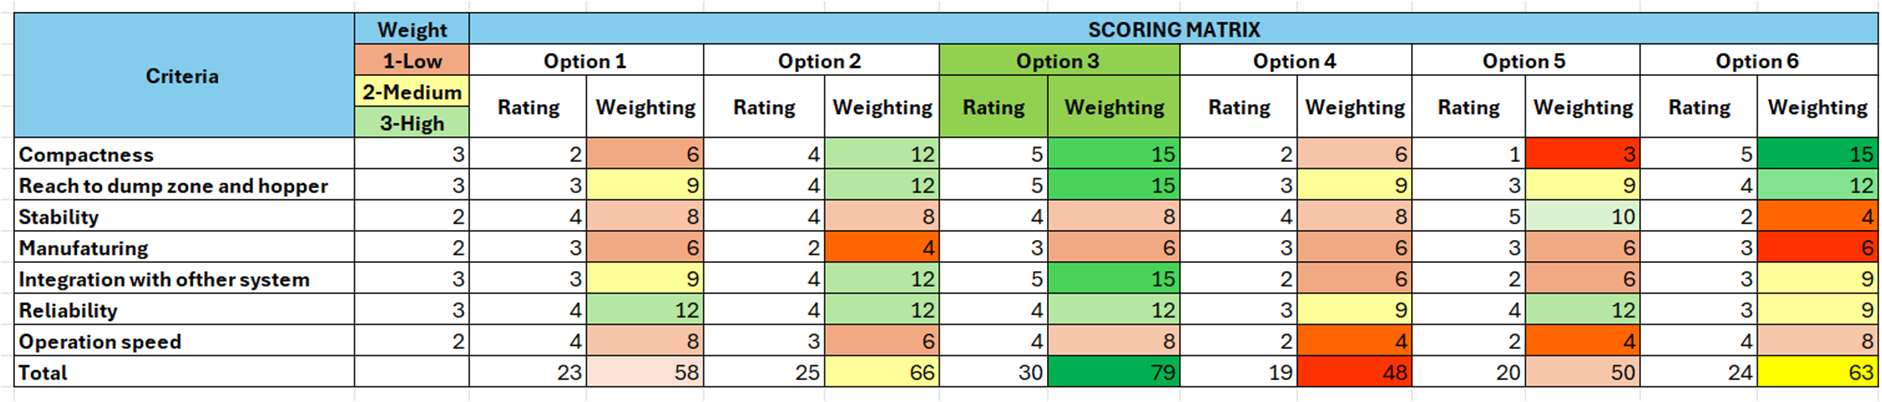 Criteria Weight SCORING MATRIX
1-Low Option 1 Option 2 Option 3 Option 4 Option 5 Option 6
2-Medium Rating Weighting Rating Weighting Rating Weighting Rating Weighting Rating Weighting Rating Weighting
3-High
Compactness 3 2 6 4 12 5 15 2 6 1 3 5 15
Reach to dump zone and hopper 3 3 9 4 12 5 15 3 9 3 9 4 12
Stability 2 4 8 4 8 4 8 4 8 5 10 2 4
Manufaturing 2 3 6 2 4 3 6 3 6 3 6 3 6
Integration with ofther system 3 3 9 4 12 5 15 2 6 2 6 3 9
Reliability 3 4 12 4 12 4 12 3 9 4 12 3 9
Operation speed 2 4 8 3 6 4 8 2 4 2 4 4 8
Total 23 58 25 66 30 79 19 48 20 50 24 63